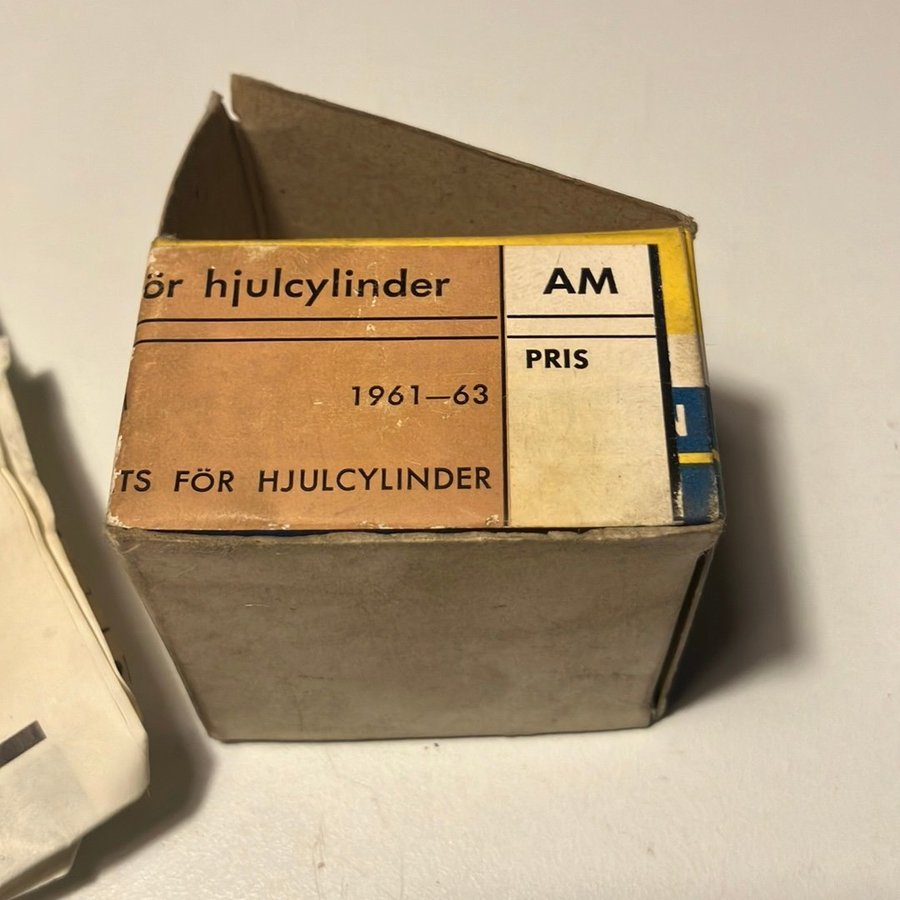 ör hjulcylinder
AM
PRIS
1961—63
TS FÖR HJULCYLINDER